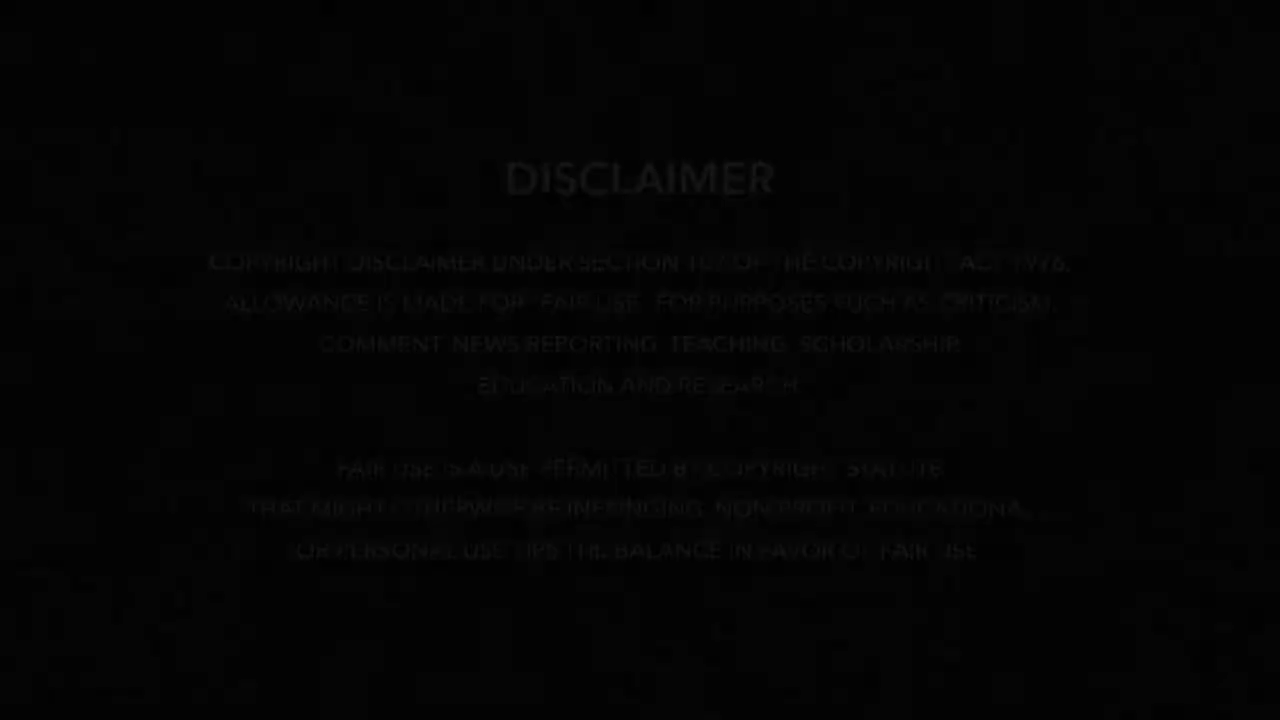 DISCLAIMER
COPYRIGHT DISCLAIMER UNDER SECTION 107 OF THE COPYRIGHT ACT 1976,
ALLOWANCE IS MADE FOR "FAIR USE" FOR PURPOSES SUCH AS CRITICISM,
COMMENT, NEWS REPORTING, TEACHING, SCHOLARSHIP,
EDUCATION AND RESEARCH.
FAIR USE IS A USE PERMITTED BY COPYRIGHT STATUTE
THAT MIGHT OTHERWISE BE INFRINGING.
OR PERSONAL USE TIPS THE BALANCE IN FAVOR OF FAIR USE.